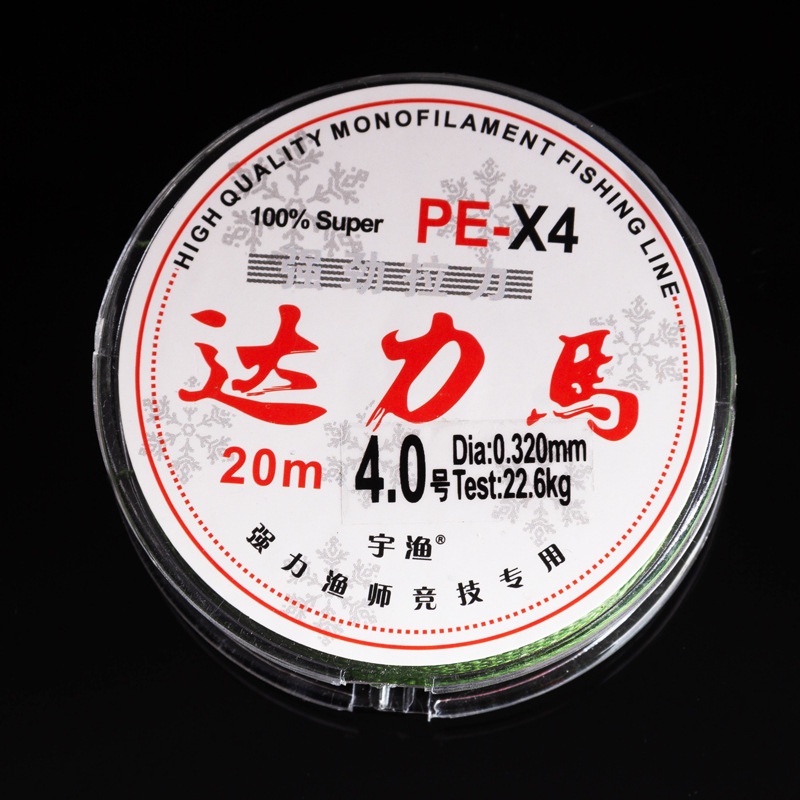 HIGH QUALITY MONOFILAMENT FISHING LINE
100% Super PE-X4
强劲拉力
达力馬
20m 4.0号
Dia:0.320mm
Test:22.6kg
宇渔®
强力渔师竞技专用